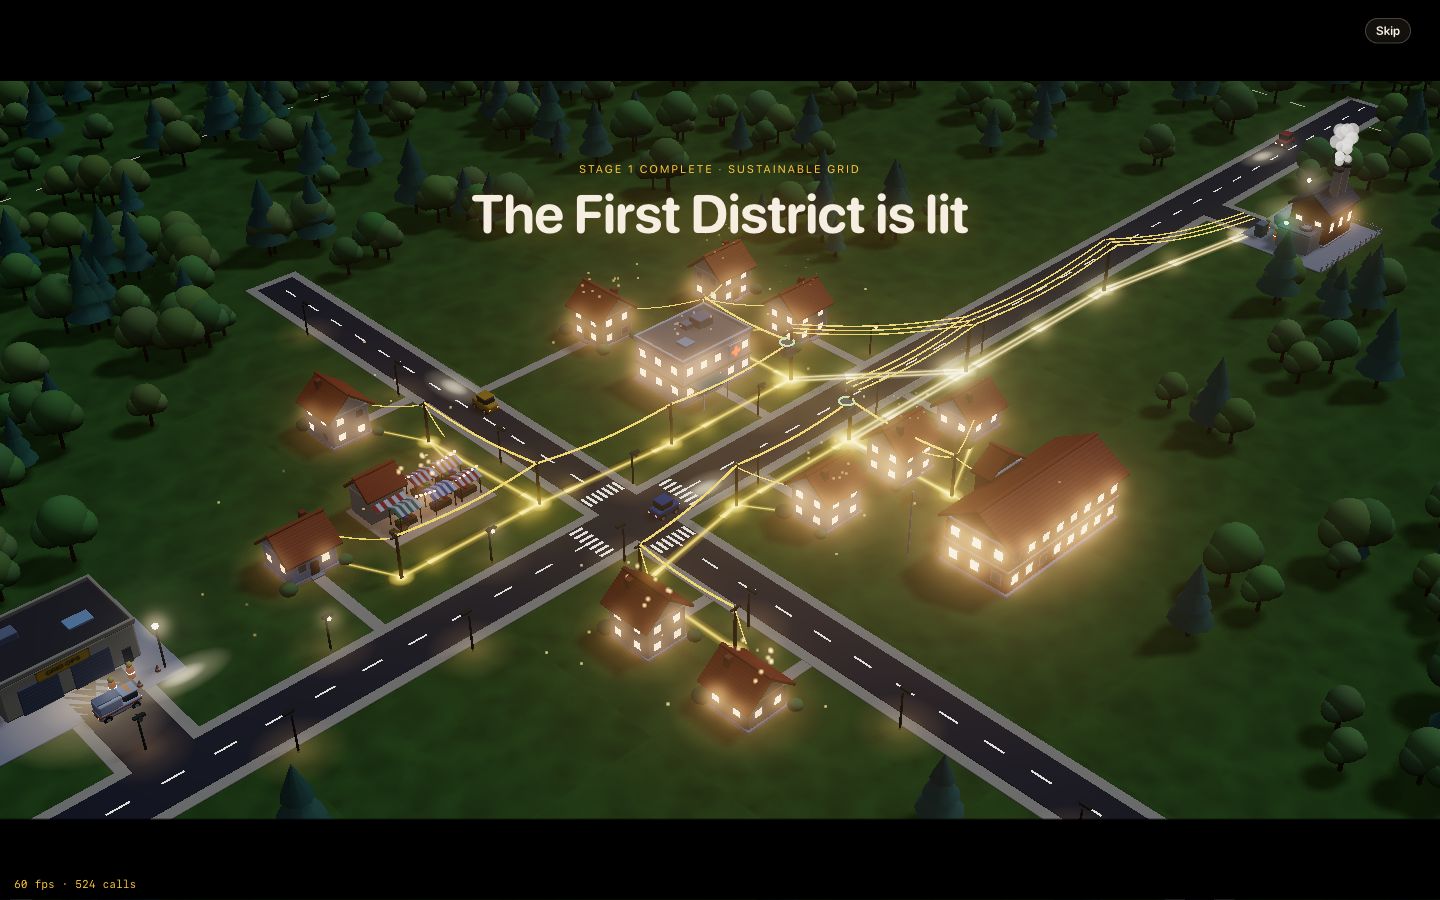 Skip
STAGE 1 COMPLETE · SUSTAINABLE GRID
The First District is lit
60 fps · 524 calls